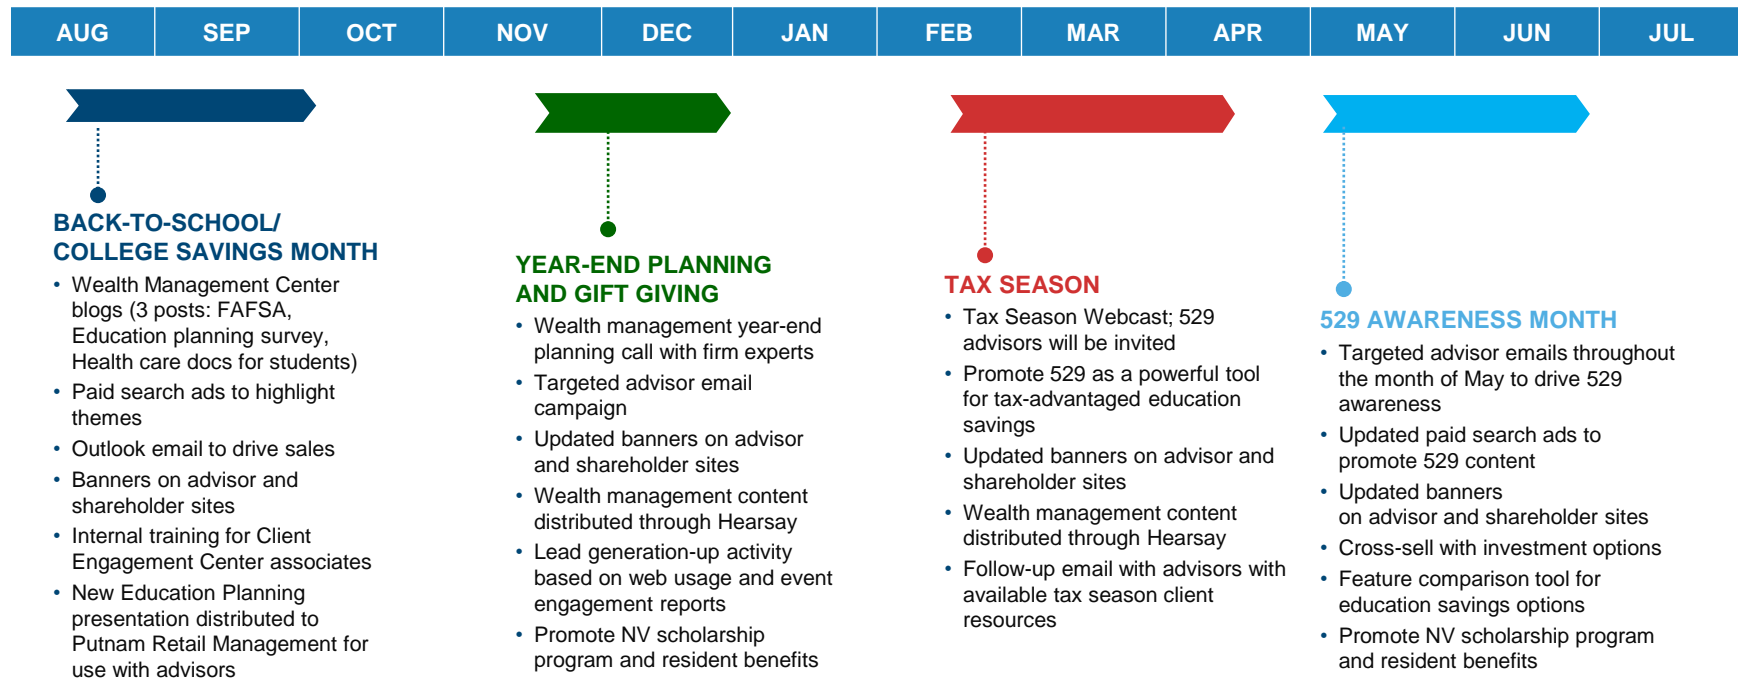 AUG SEP OCT NOV DEC JAN FEB MAR APR MAY JUN JUL
BACK-TO-SCHOOL/
COLLEGE SAVINGS MONTH
• Wealth Management Center
blogs (3 posts: FAFSA,
Education planning survey,
Health care docs for students)
• Paid search ads to highlight
themes
• Outlook email to drive sales
• Banners on advisor and
shareholder sites
• Internal training for Client
Engagement Center associates
• New Education Planning
presentation distributed to
Putnam Retail Management for
use with advisors
YEAR-END PLANNING
AND GIFT GIVING
• Wealth management year-end
planning call with firm experts
• Targeted advisor email
campaign
• Updated banners on advisor
and shareholder sites
• Wealth management content
distributed through Hearsay
• Lead generation-up activity
based on web usage and event
engagement reports
• Promote NV scholarship
program and resident benefits
TAX SEASON
• Tax Season Webcast; 529
advisors will be invited
• Promote 529 as a powerful tool
for tax-advantaged education
savings
• Updated banners on advisor and
shareholder sites
• Wealth management content
distributed through Hearsay
• Follow-up email with advisors with
available tax season client
resources
529 AWARENESS MONTH
• Targeted advisor emails throughout
the month of May to drive 529
awareness
• Updated paid search ads to
promote 529 content
• Updated banners
on advisor and shareholder sites
• Cross-sell with investment options
• Feature comparison tool for
education savings options
• Promote NV scholarship program
and resident benefits